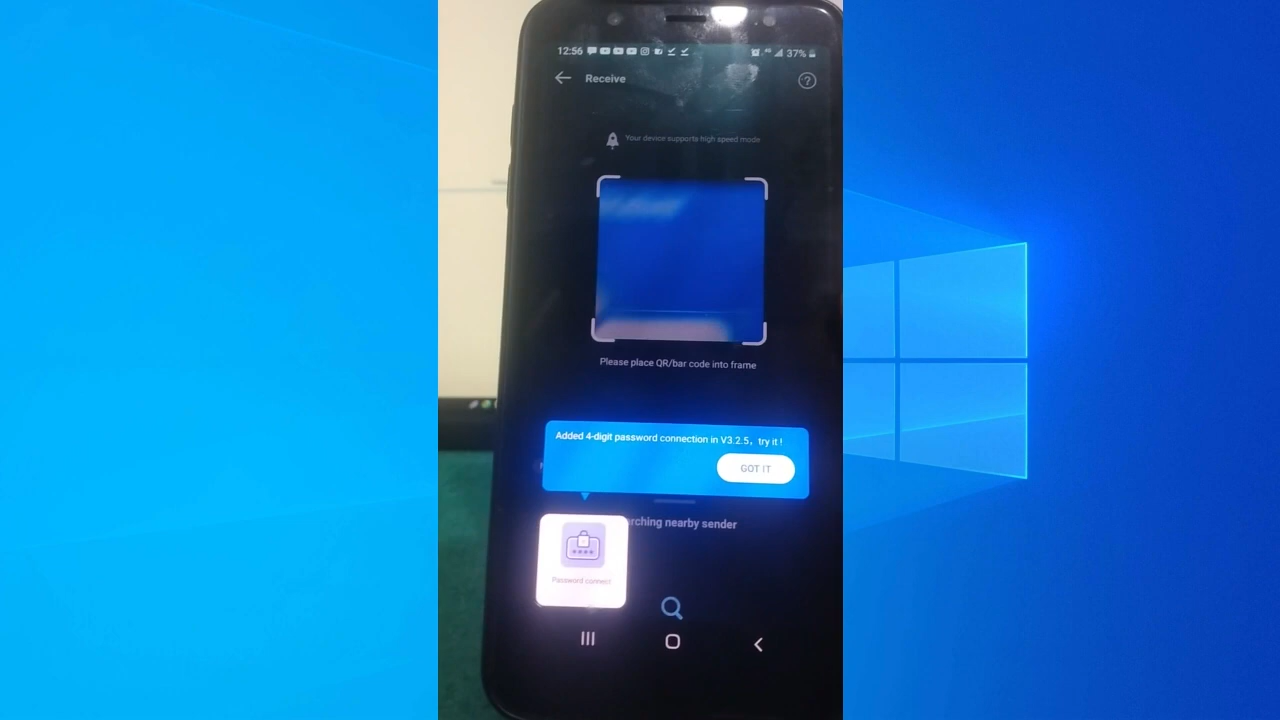 12:56 37%
Receive
Your device supports high speed mode
Please place QR/bar code into frame
Added 4-digit password connection in V3.2.5, try it !
GOT IT
rching nearby sender
Password connect